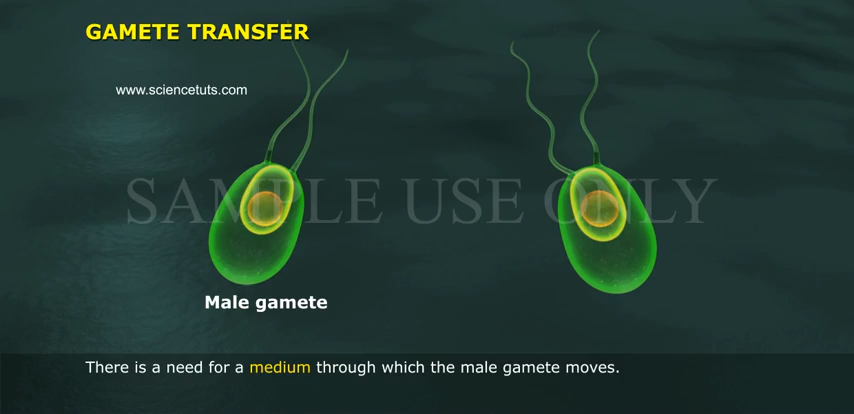 GAMETE TRANSFER
www.sciencetuts.com
SAMPLE USE ONLY
Male gamete
There is a need for a medium through which the male gamete moves.